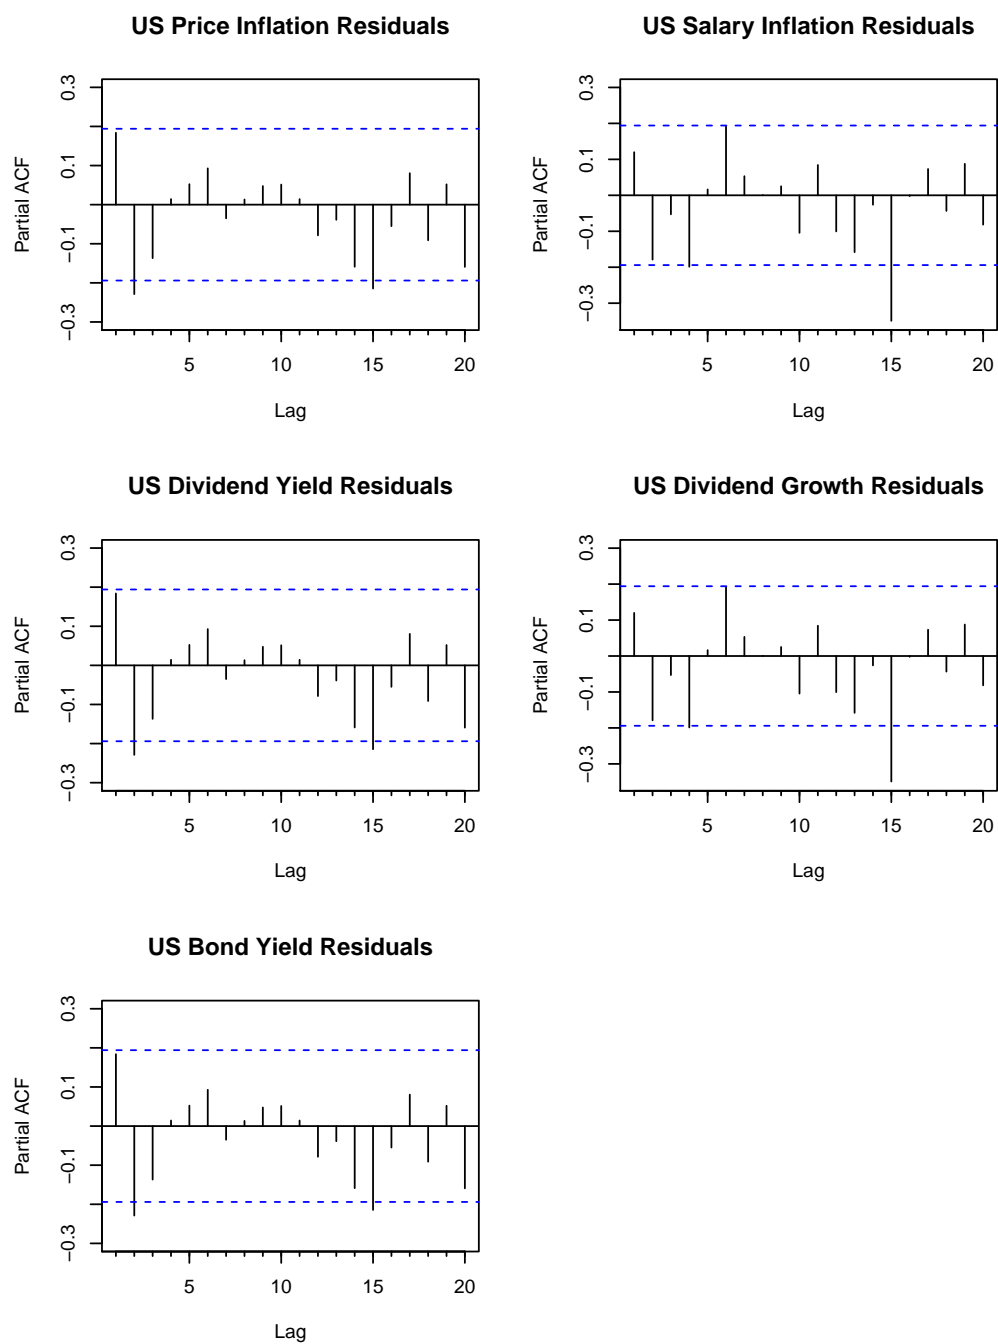 US Price Inflation Residuals
0.3
0.1
−0.1
−0.3
Partial ACF
5 10 15 20
Lag
US Salary Inflation Residuals
0.3
0.1
−0.1
−0.3
Partial ACF
5 10 15 20
Lag
US Dividend Yield Residuals
0.3
0.1
−0.1
−0.3
Partial ACF
5 10 15 20
Lag
US Dividend Growth Residuals
0.3
0.1
−0.1
−0.3
Partial ACF
5 10 15 20
Lag
US Bond Yield Residuals
0.3
0.1
−0.1
−0.3
Partial ACF
5 10 15 20
Lag